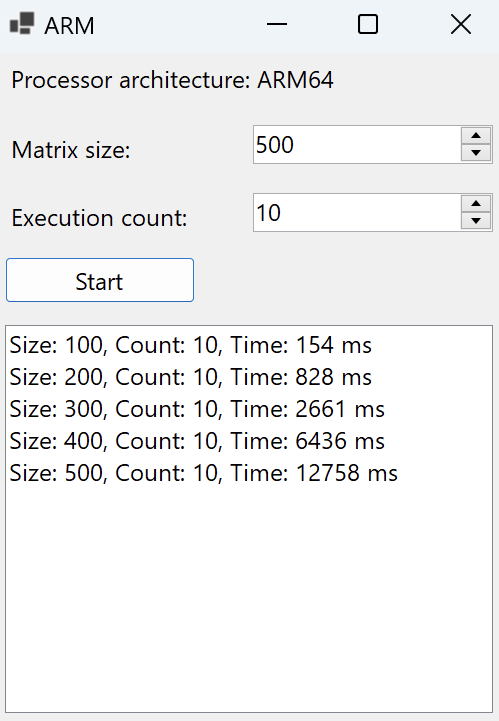 ARM
Processor architecture: ARM64
Matrix size: 500
Execution count: 10
Start
Size: 100, Count: 10, Time: 154 ms
Size: 200, Count: 10, Time: 828 ms
Size: 300, Count: 10, Time: 2661 ms
Size: 400, Count: 10, Time: 6436 ms
Size: 500, Count: 10, Time: 12758 ms